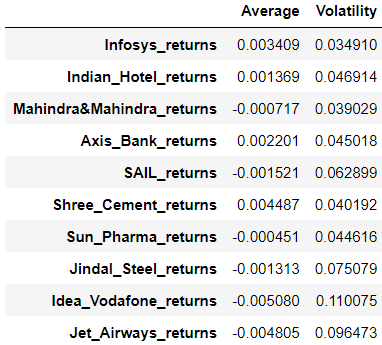 Average Volatility
Infosys_returns 0.003409 0.034910
Indian_Hotel_returns 0.001369 0.046914
Mahindra&Mahindra_returns -0.000717 0.039029
Axis_Bank_returns 0.002201 0.045018
SAIL_returns -0.001521 0.062899
Shree_Cement_returns 0.004487 0.040192
Sun_Pharma_returns -0.000451 0.044616
Jindal_Steel_returns -0.001313 0.075079
Idea_Vodafone_returns -0.005080 0.110075
Jet_Airways_returns -0.004805 0.096473